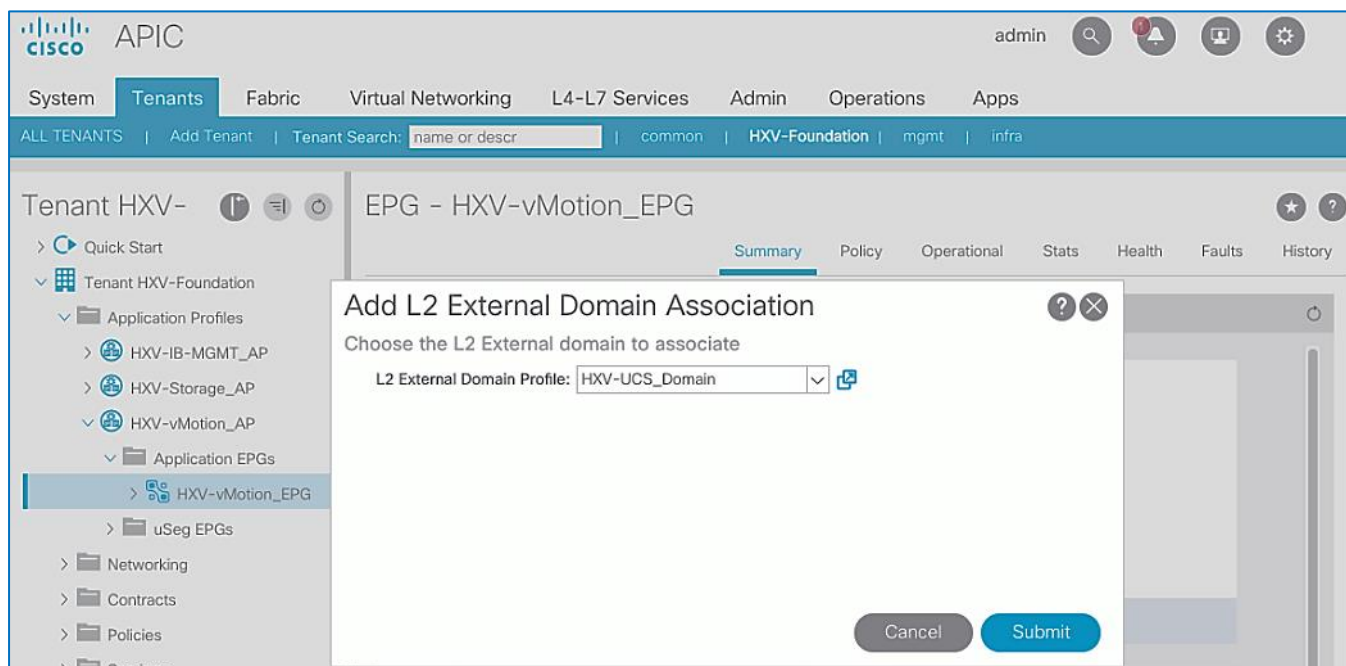 CISCO APIC admin 1
System Tenants Fabric Virtual Networking L4-L7 Services Admin Operations Apps
ALL TENANTS | Add Tenant | Tenant Search: name or descr | common | HXV-Foundation | mgmt | infra
Tenant HXV-
EPG - HXV-vMotion_EPG
Quick Start
Summary Policy Operational Stats Health Faults History
Tenant HXV-Foundation
Application Profiles
HXV-IB-MGMT_AP
HXV-Storage_AP
HXV-vMotion_AP
Application EPGs
HXV-vMotion_EPG
uSeg EPGs
Networking
Contracts
Policies
Add L2 External Domain Association
Choose the L2 External domain to associate
L2 External Domain Profile: HXV-UCS_Domain
Cancel Submit